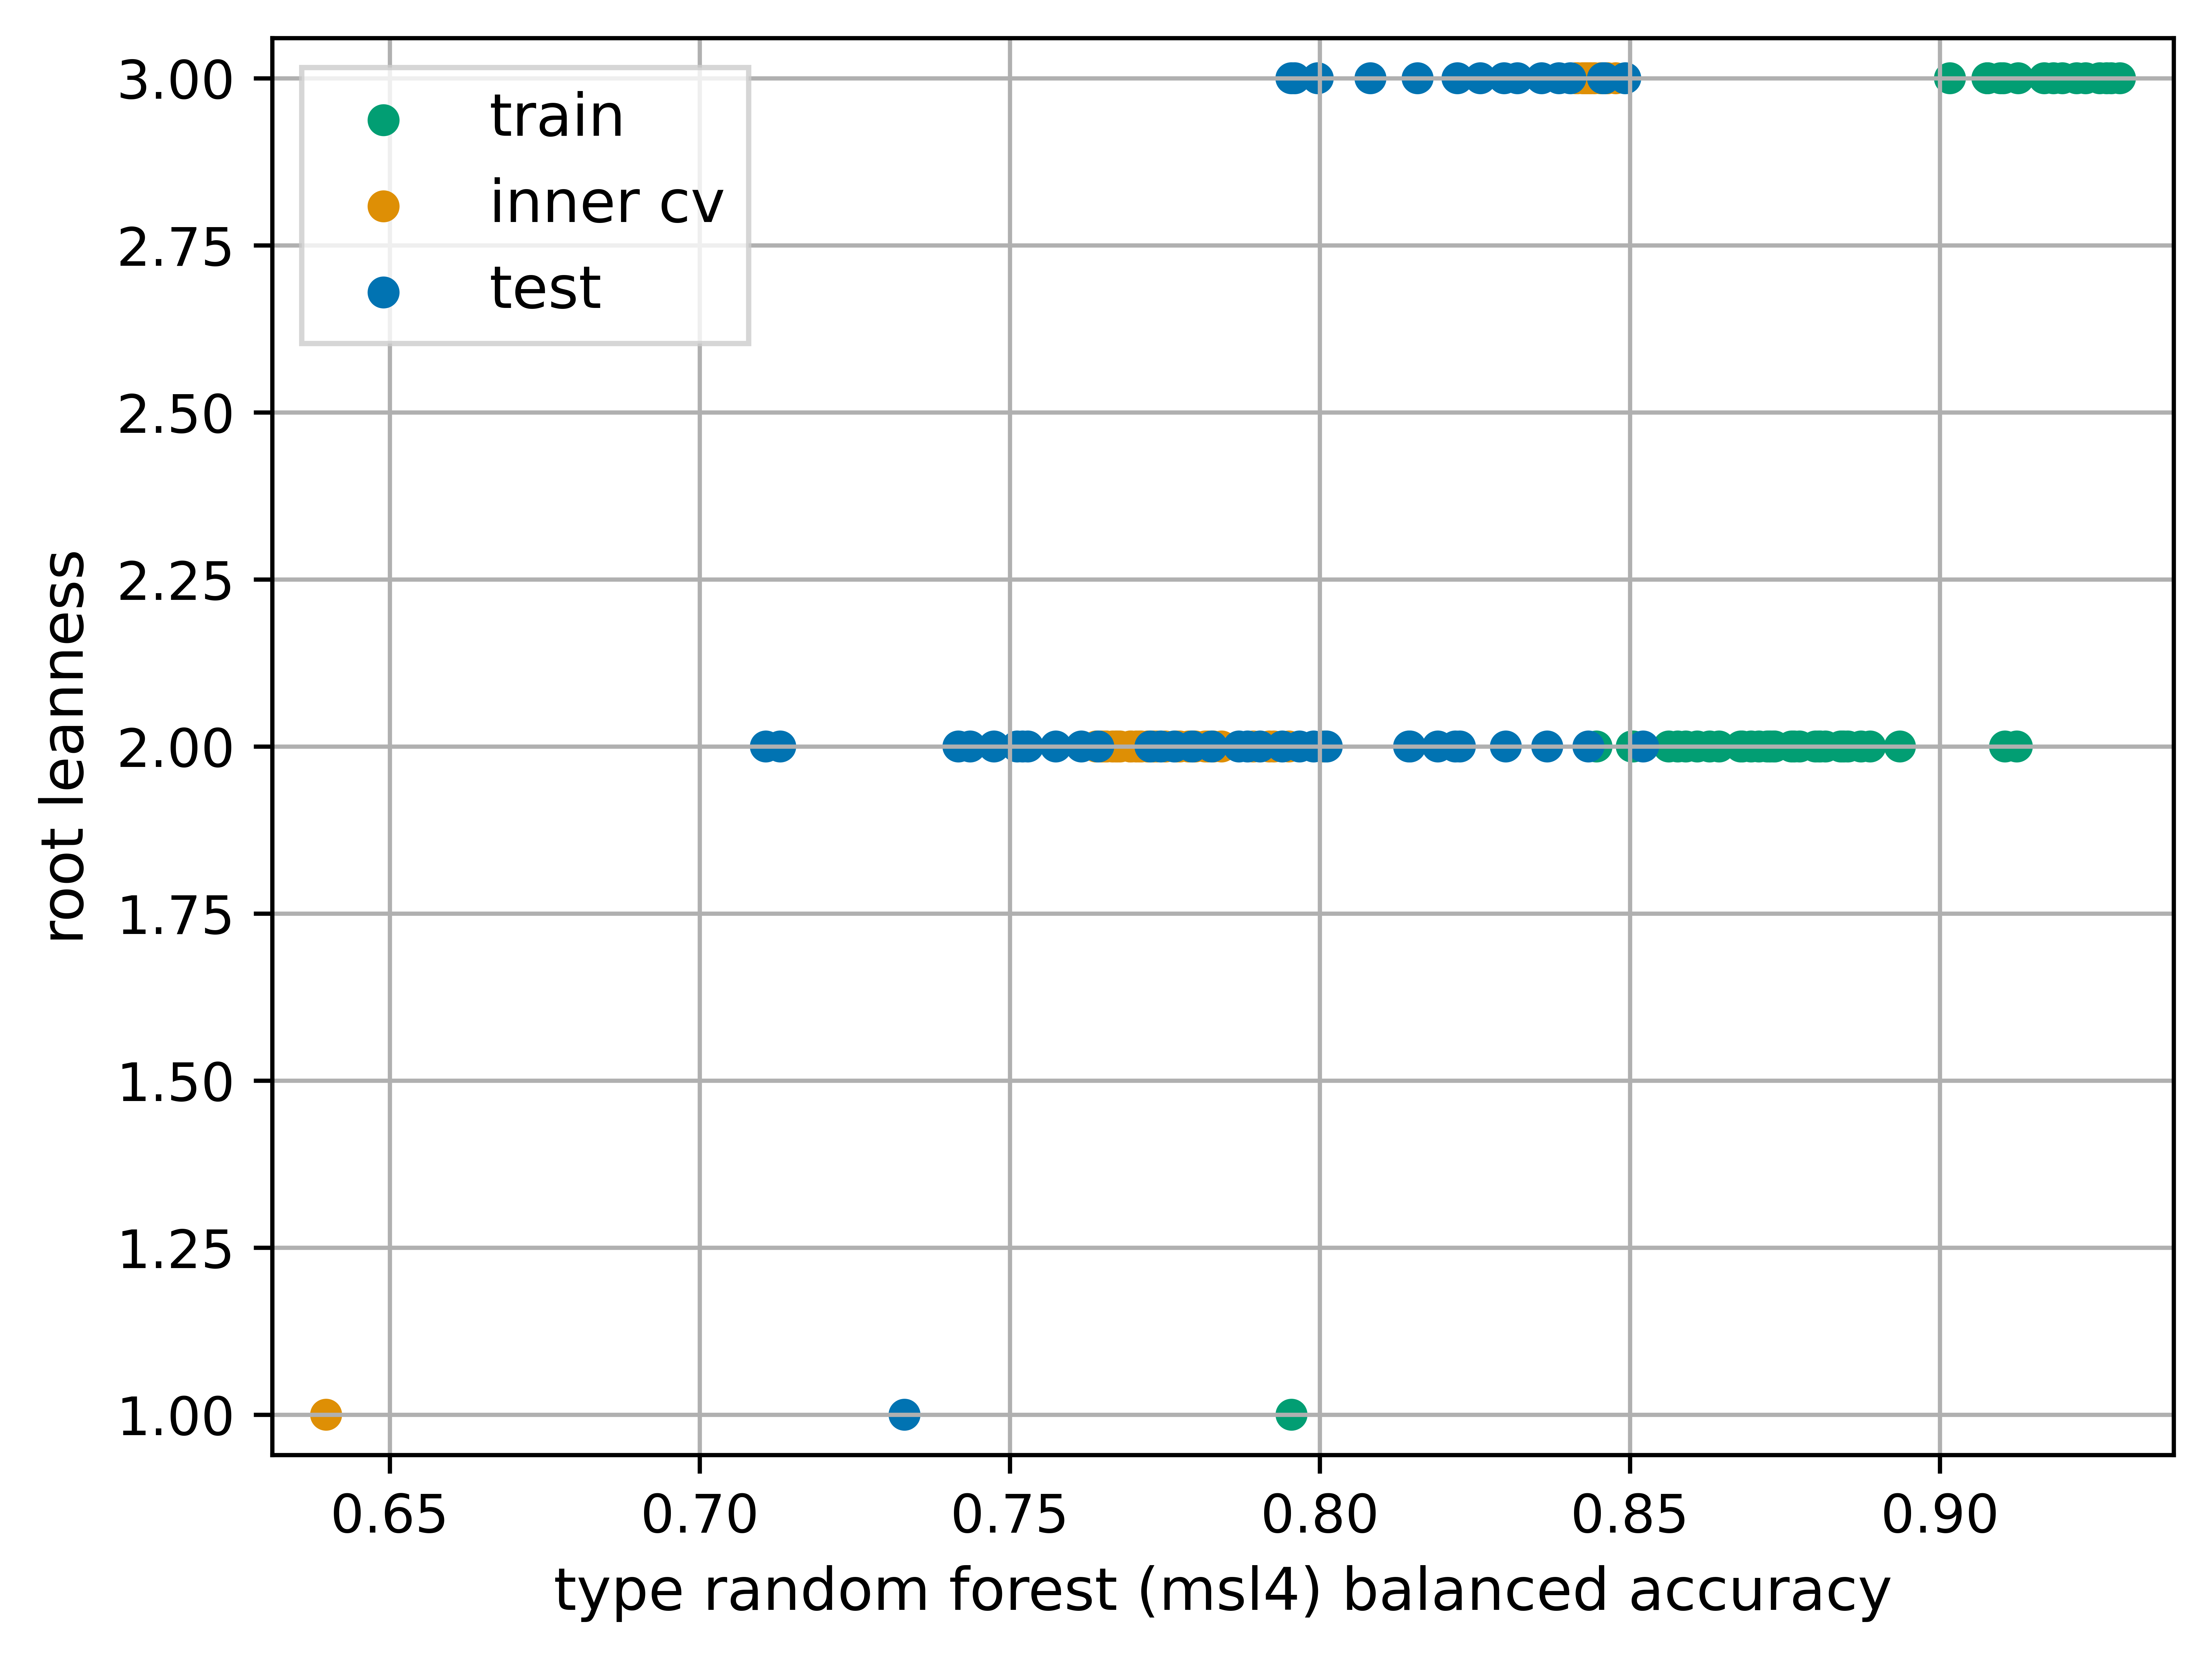 3.00
2.75
2.50
2.25
2.00
1.75
1.50
1.25
1.00
root leanness
train
inner cv
test
0.65 0.70 0.75 0.80 0.85 0.90
type random forest (msl4) balanced accuracy